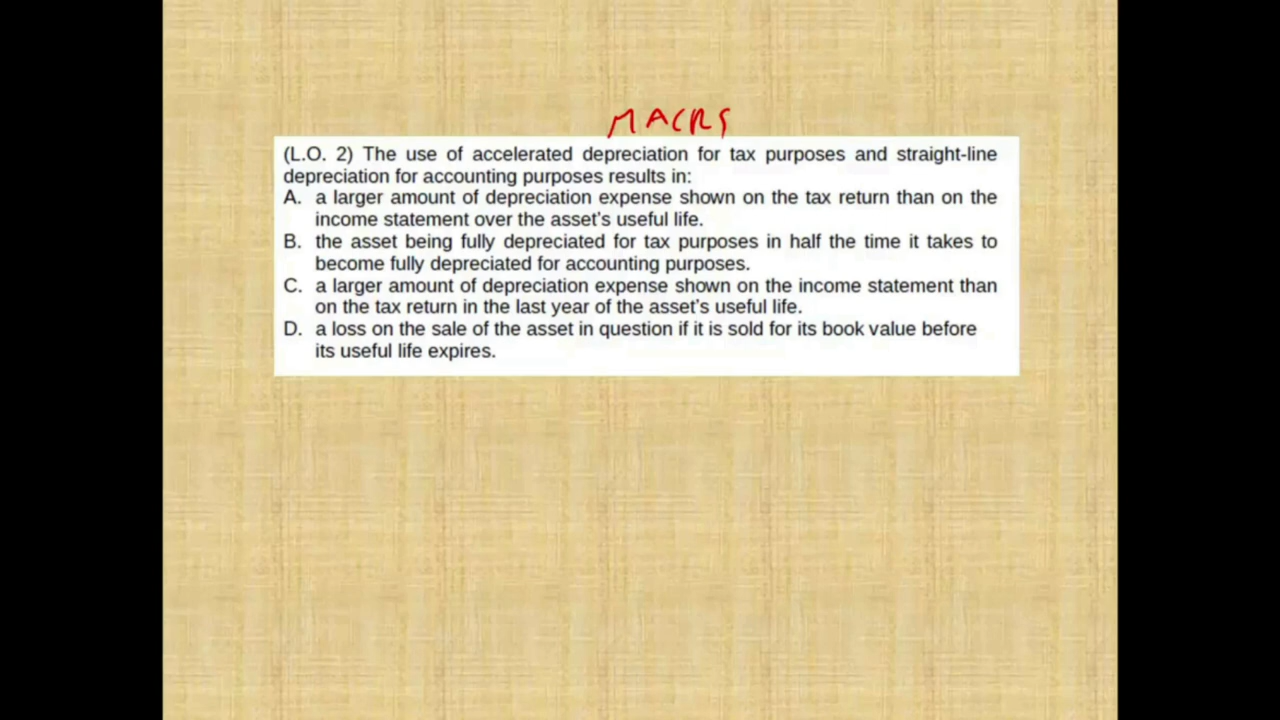 MACRS
(L.O. 2) The use of accelerated depreciation for tax purposes and straight-line
depreciation for accounting purposes results in:
A. a larger amount of depreciation expense shown on the tax return than on the
income statement over the asset's useful life.
B. the asset being fully depreciated for tax purposes in half the time it takes to
become fully depreciated for accounting purposes.
C. a larger amount of depreciation expense shown on the income statement than
on the tax return in the last year of the asset's useful life.
D. a loss on the sale of the asset in question if it is sold for its book value before
its useful life expires.